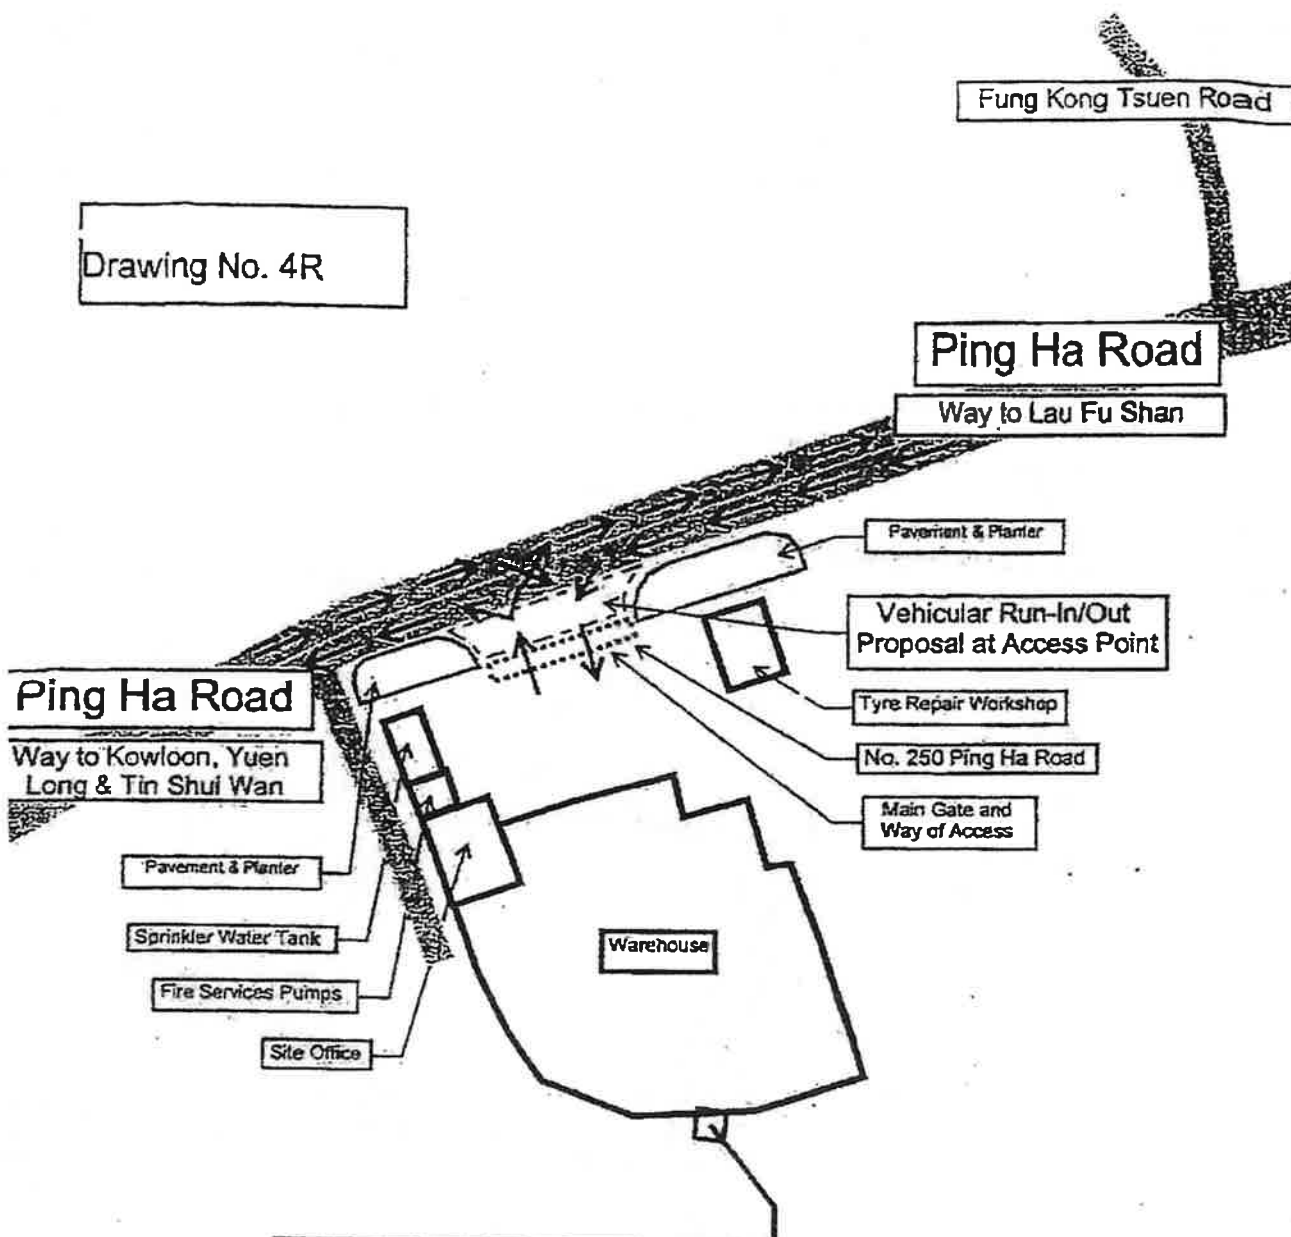 Fung Kong Tsuen Road
Drawing No. 4R
Ping Ha Road
Way to Lau Fu Shan
Pavement & Planter
Vehicular Run-In/Out
Proposal at Access Point
Ping Ha Road
Way to Kowloon, Yuen
Long & Tin Shui Wan
Tyre Repair Workshop
No. 250 Ping Ha Road
Main Gate and
Way of Access
Pavement & Planter
Sprinkler Water Tank
Warehouse
Fire Services Pumps
Site Office